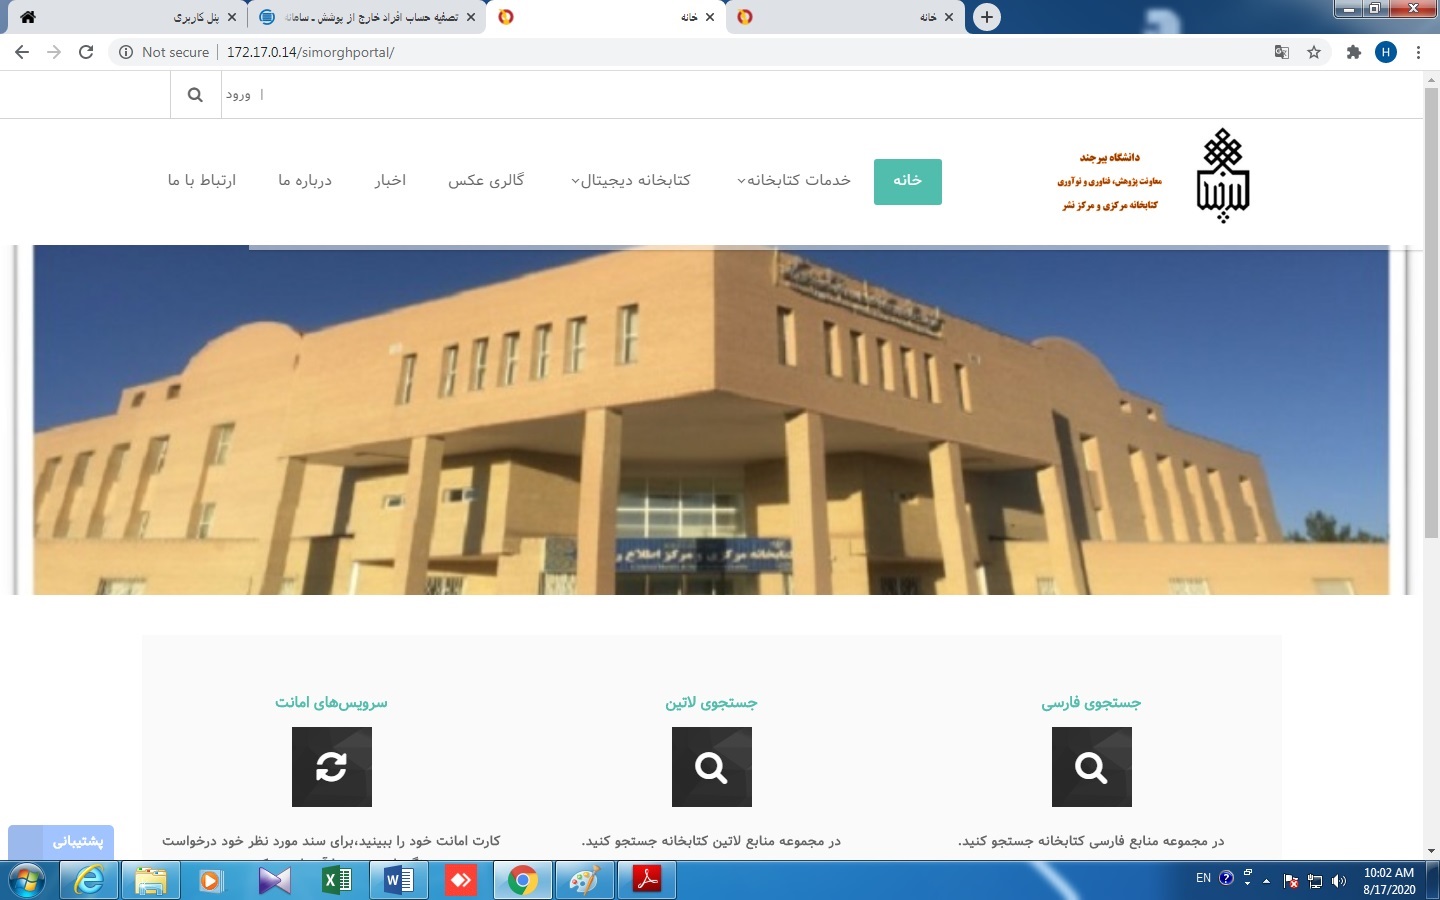 پنل کاربری
تصفیه حساب افراد خارج از پوشش ـ سامانه
خانه
خانه
Not secure
172.17.0.14/simorghportal/
H
ورود
|
دانشگاه بیرجند
معاونت پژوهش، فناوری و نوآوری
کتابخانه مرکزی و مرکز نشر
خانه
خدمات کتابخانه
کتابخانه دیجیتال
گالری عکس
اخبار
درباره ما
ارتباط با ما
کتابخانه مرکزی و مرکز اطلاع
جستجوی فارسی
در مجموعه منابع فارسی کتابخانه جستجو کنید.
جستجوی لاتین
در مجموعه منابع لاتین کتابخانه جستجو کنید.
سرویس‌های امانت
کارت امانت خود را ببینید،برای سند مورد نظر خود درخواست
پشتیبانی
EN
10:02 AM
8/17/2020